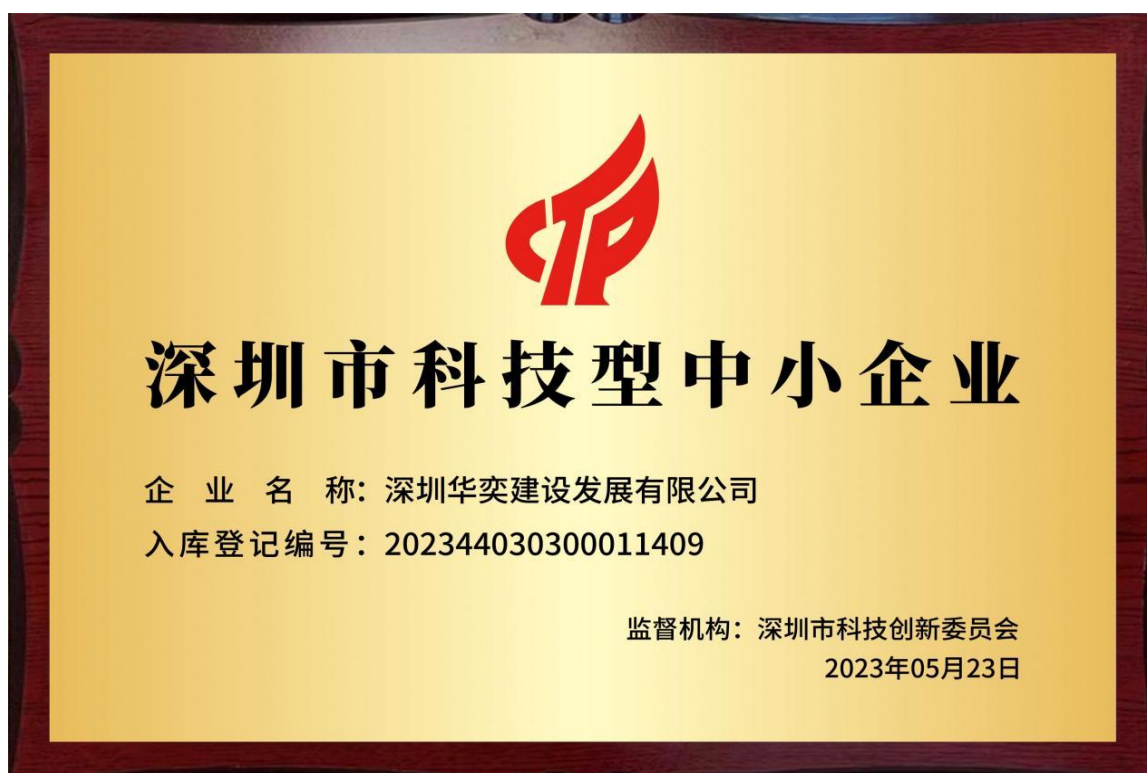 CTP
深圳市科技型中小企业
企业名称：深圳华奕建设发展有限公司
入库登记编号：202344030300011409
监督机构：深圳市科技创新委员会
2023年05月23日